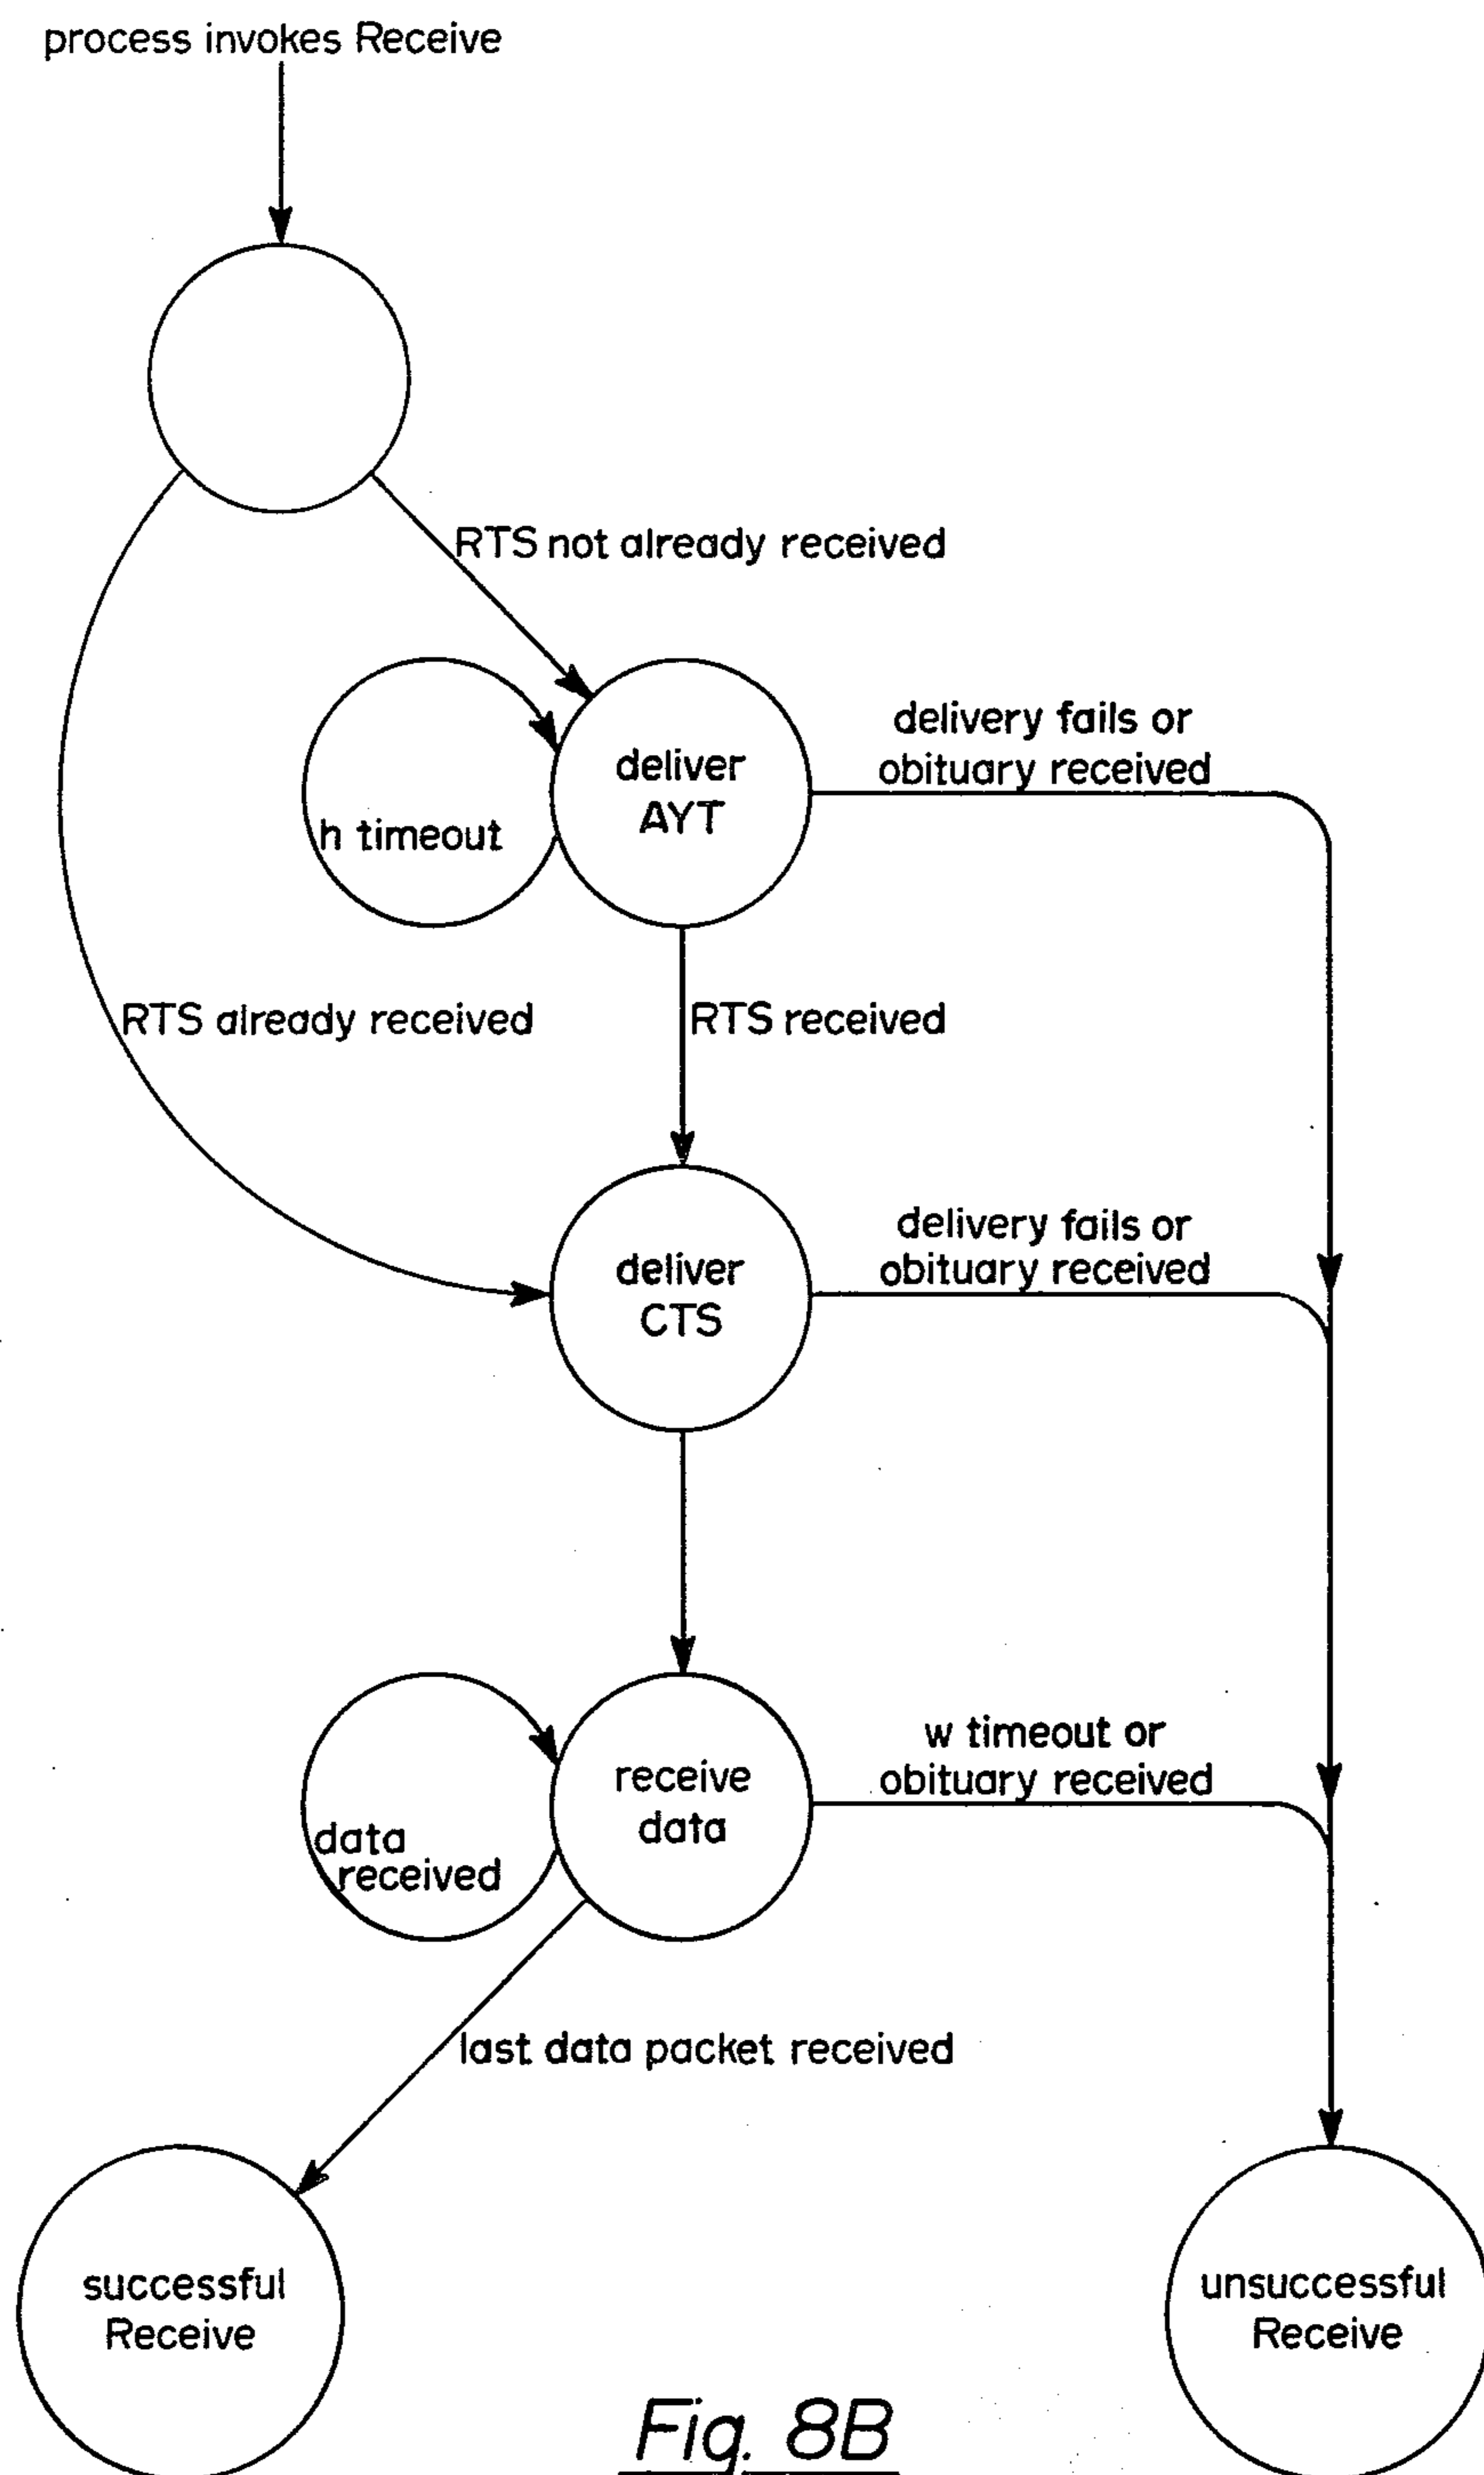 process invokes Receive
RTS not already received
delivery fails or
obituary received
deliver
AYT
h timeout
RTS already received
RTS received
delivery fails or
obituary received
deliver
CTS
w timeout or
obituary received
receive
data
data
received
last data packet received
successful
Receive
unsuccessful
Receive
Fig. 8B